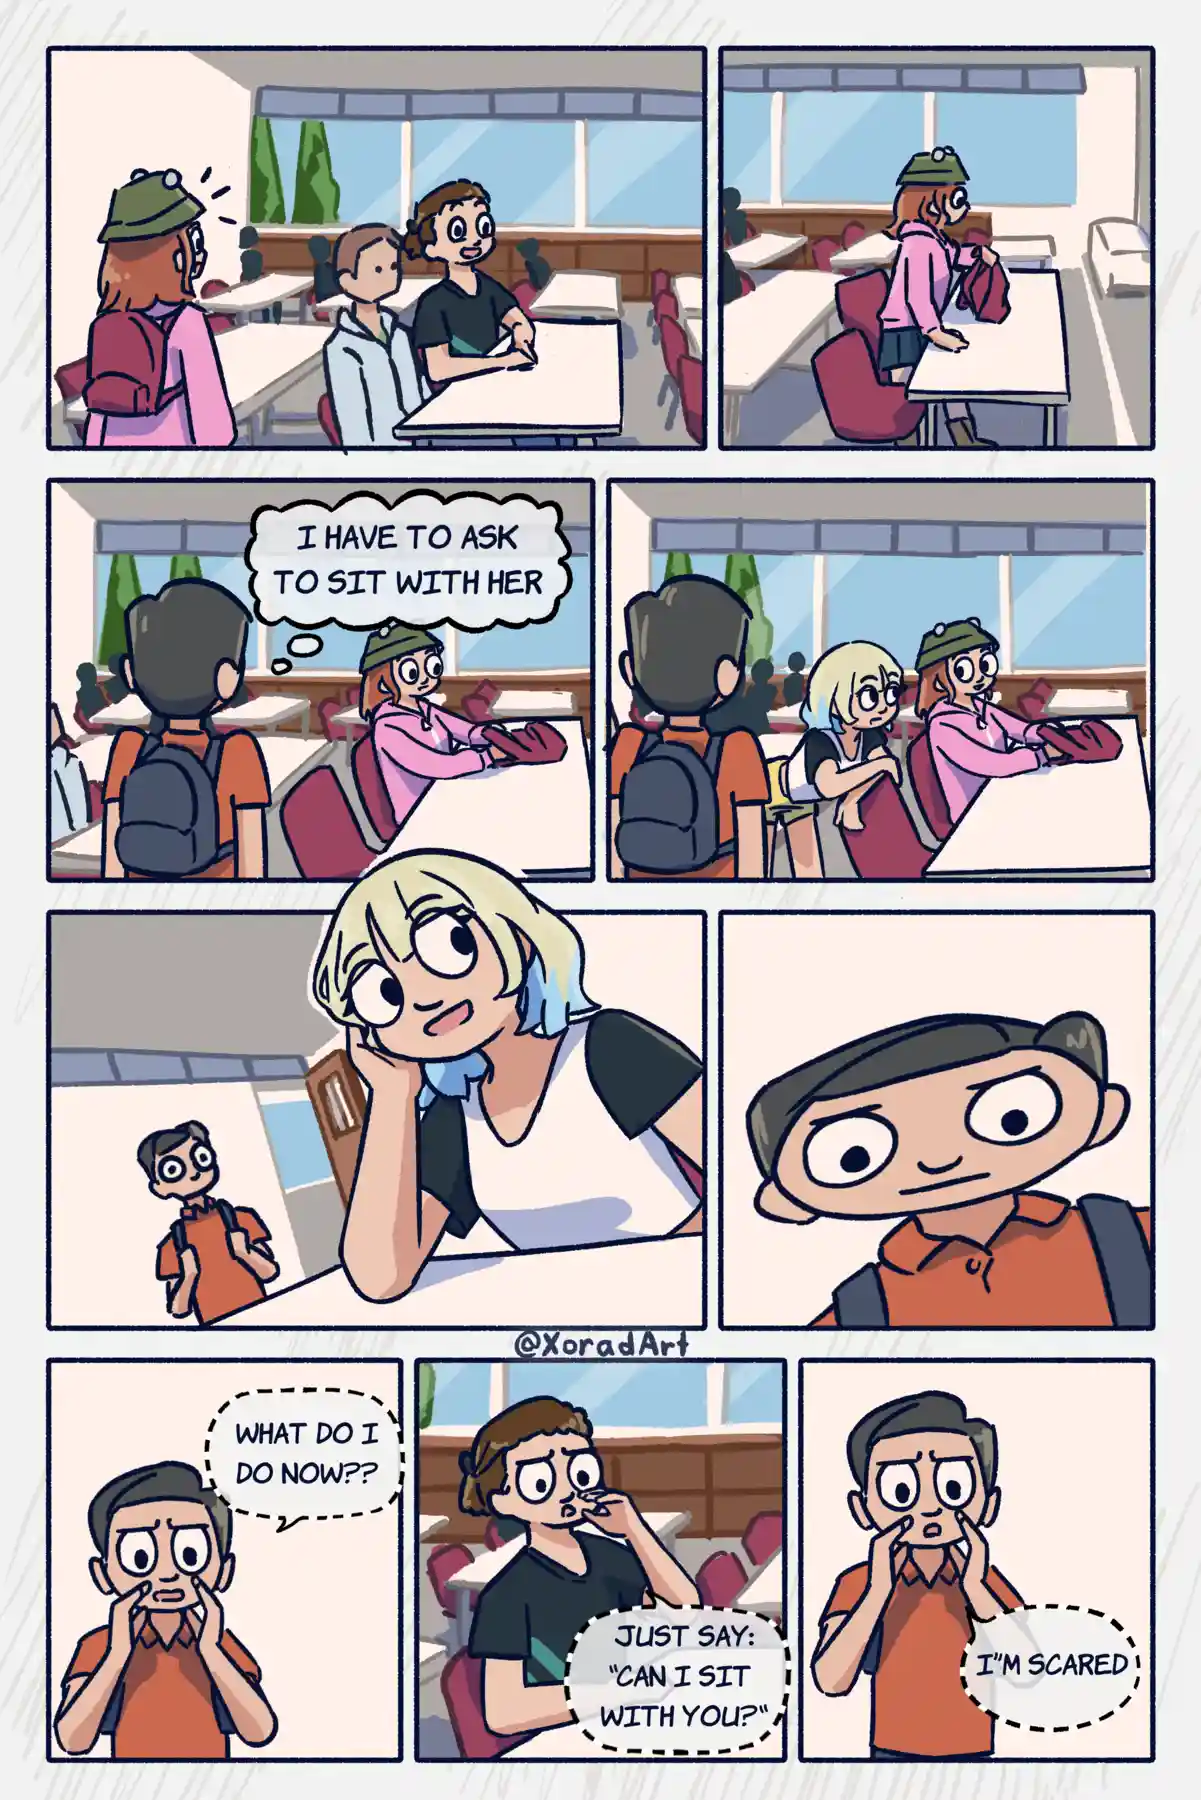 I HAVE TO ASK
TO SIT WITH HER
@XoradArt
WHAT DO I
DO NOW??
JUST SAY:
"CAN I SIT
WITH YOU?"
I"M SCARED